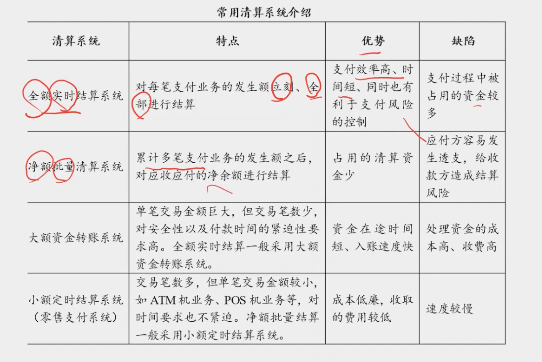 常用清算系统介绍
清算系统 特点 优势 缺陷
全额实时结算系统
对每笔支付业务的发生额立刻、全
部进行结算
支付效率高、时
间短、同时也有
利于支付风险
的控制
支付过程中被
占用的资金较
多
净额批量清算系统
累计多笔支付业务的发生额之后，
对应收应付的净余额进行结算
占用的清算资
金少
应付方容易发
生透支，给收
款方造成结算
风险
大额资金转账系统
单笔交易金额巨大，但交易笔数少，
对安全性以及付款时间的紧迫性要
求高。全额实时结算一般采用大额
资金转账系统。
资金在途时间
短、入账速度快
处理资金的成
本高、收费高
小额定时结算系统
（零售支付系统）
交易笔数多，但单笔交易金额较小，
如ATM机业务、POS机业务等，对
时间要求也不紧迫。净额批量结算
一般采用小额定时结算系统。
成本低廉，收取
的费用较低
速度较慢